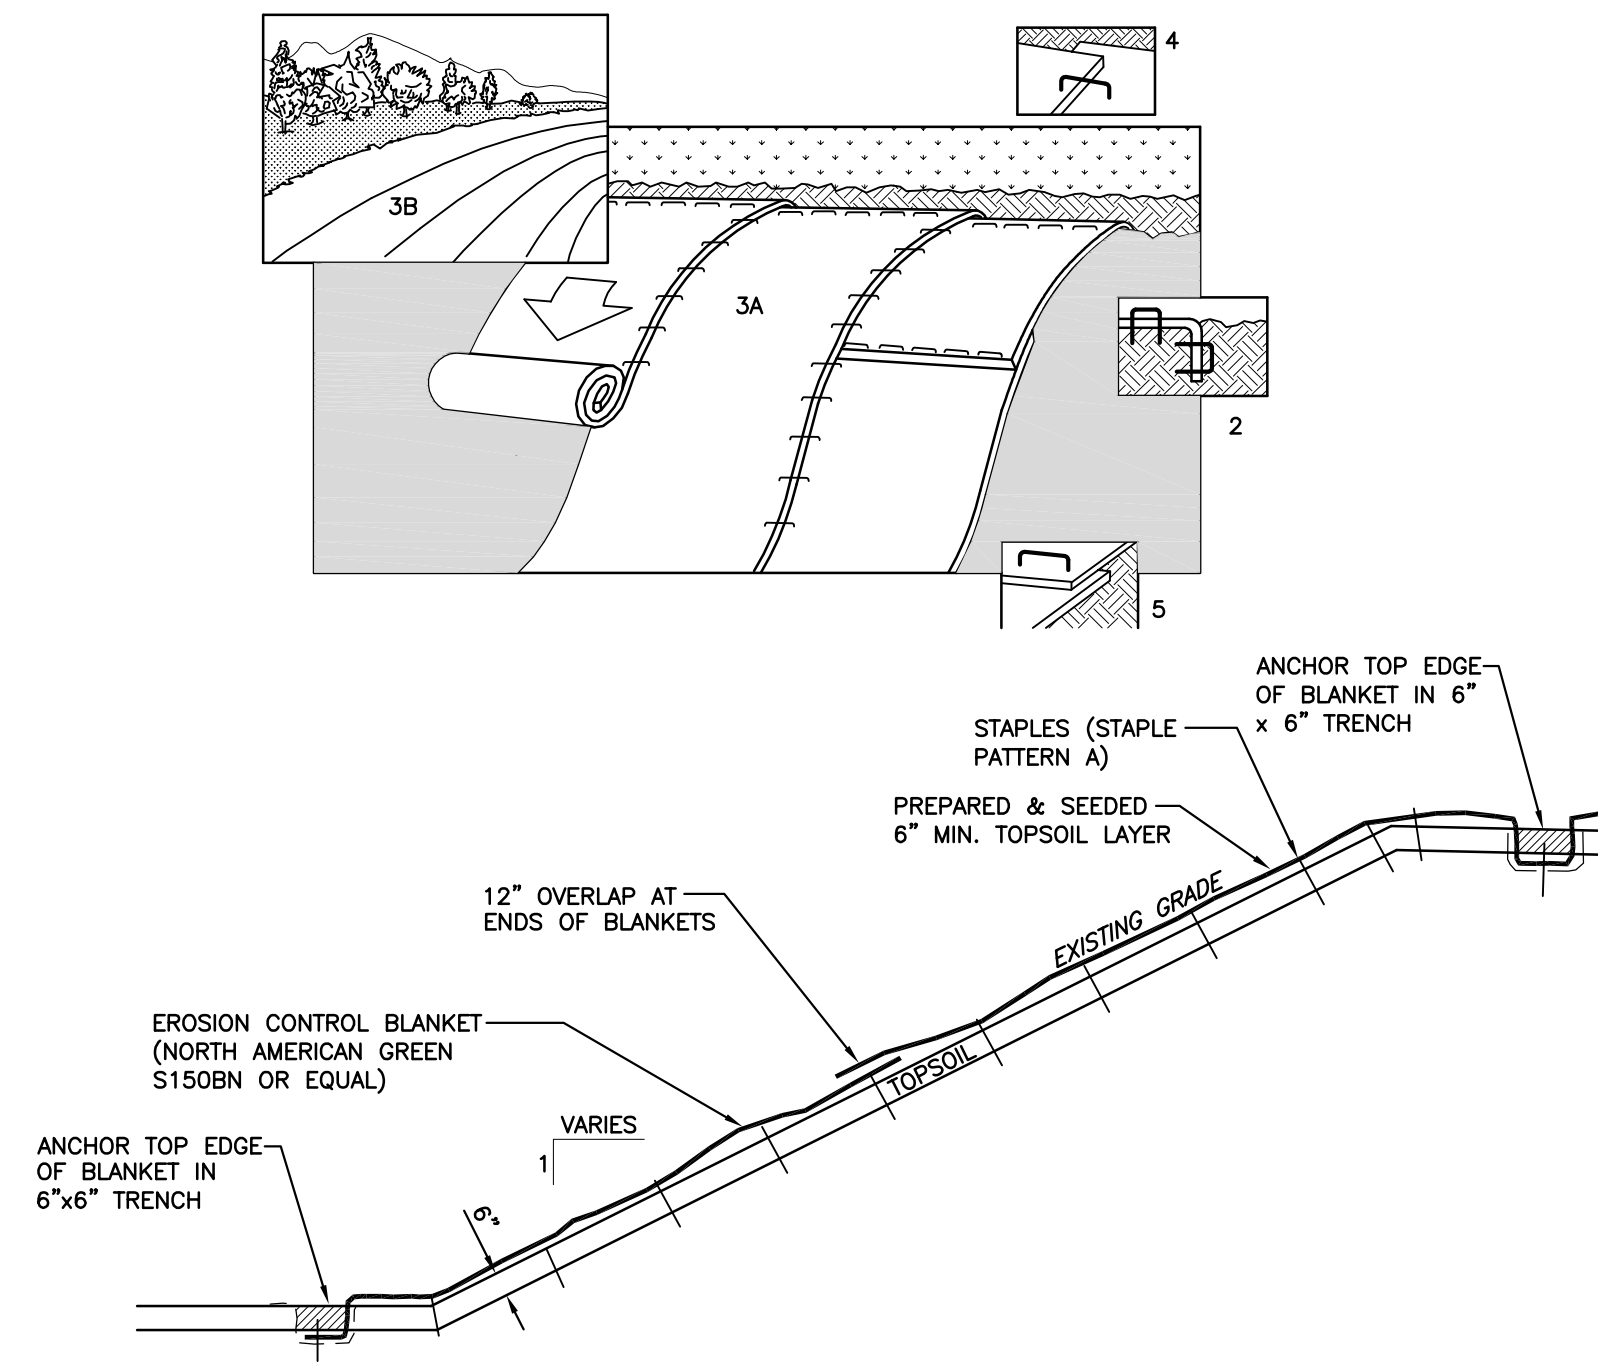 4
3B
3A
2
5
ANCHOR TOP EDGE
OF BLANKET IN 6”
x 6” TRENCH
STAPLES (STAPLE
PATTERN A)
PREPARED & SEEDED
6” MIN. TOPSOIL LAYER
12” OVERLAP AT
ENDS OF BLANKETS
EXISTING GRADE
EROSION CONTROL BLANKET
(NORTH AMERICAN GREEN
S150BN OR EQUAL)
TOPSOIL
VARIES
1
ANCHOR TOP EDGE
OF BLANKET IN
6”x6” TRENCH
6”